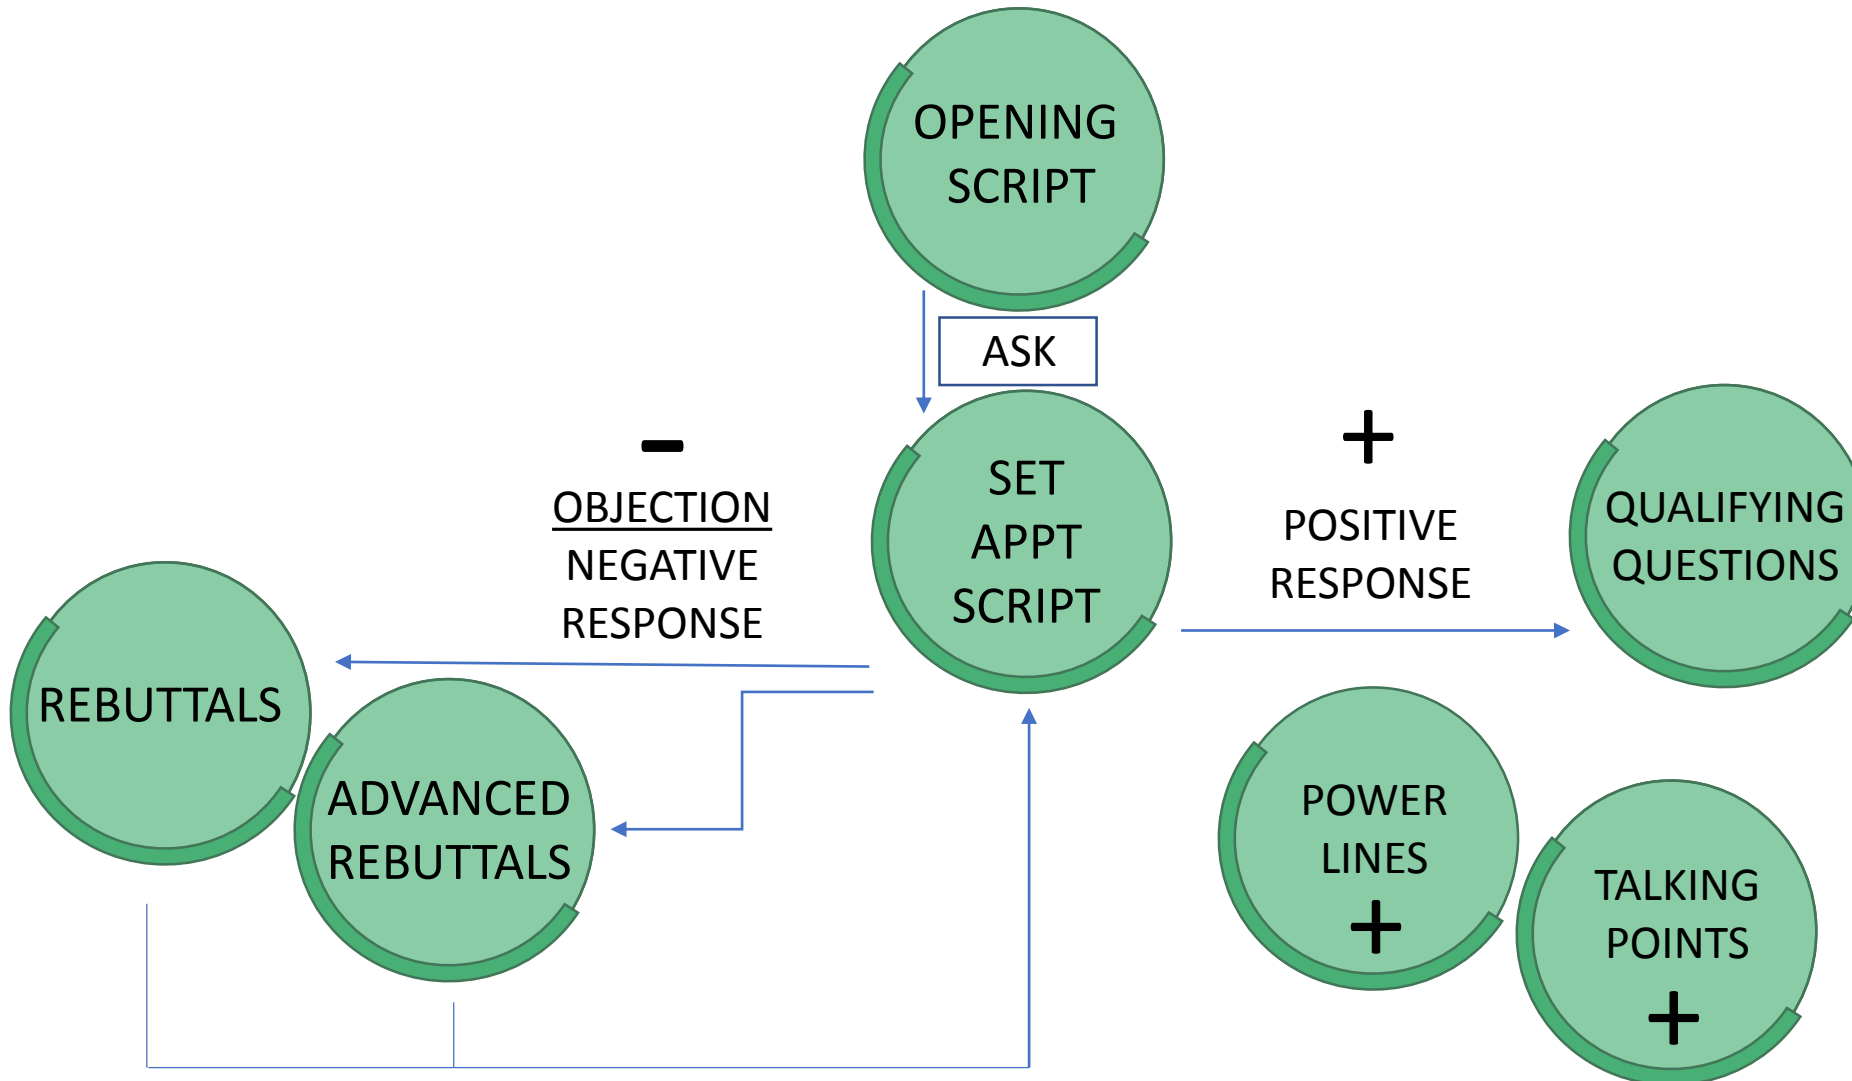 OPENING
SCRIPT
ASK
SET
APPT
SCRIPT
-
OBJECTION
NEGATIVE
RESPONSE
+
POSITIVE
RESPONSE
QUALIFYING
QUESTIONS
REBUTTALS
ADVANCED
REBUTTALS
POWER
LINES
+
TALKING
POINTS
+